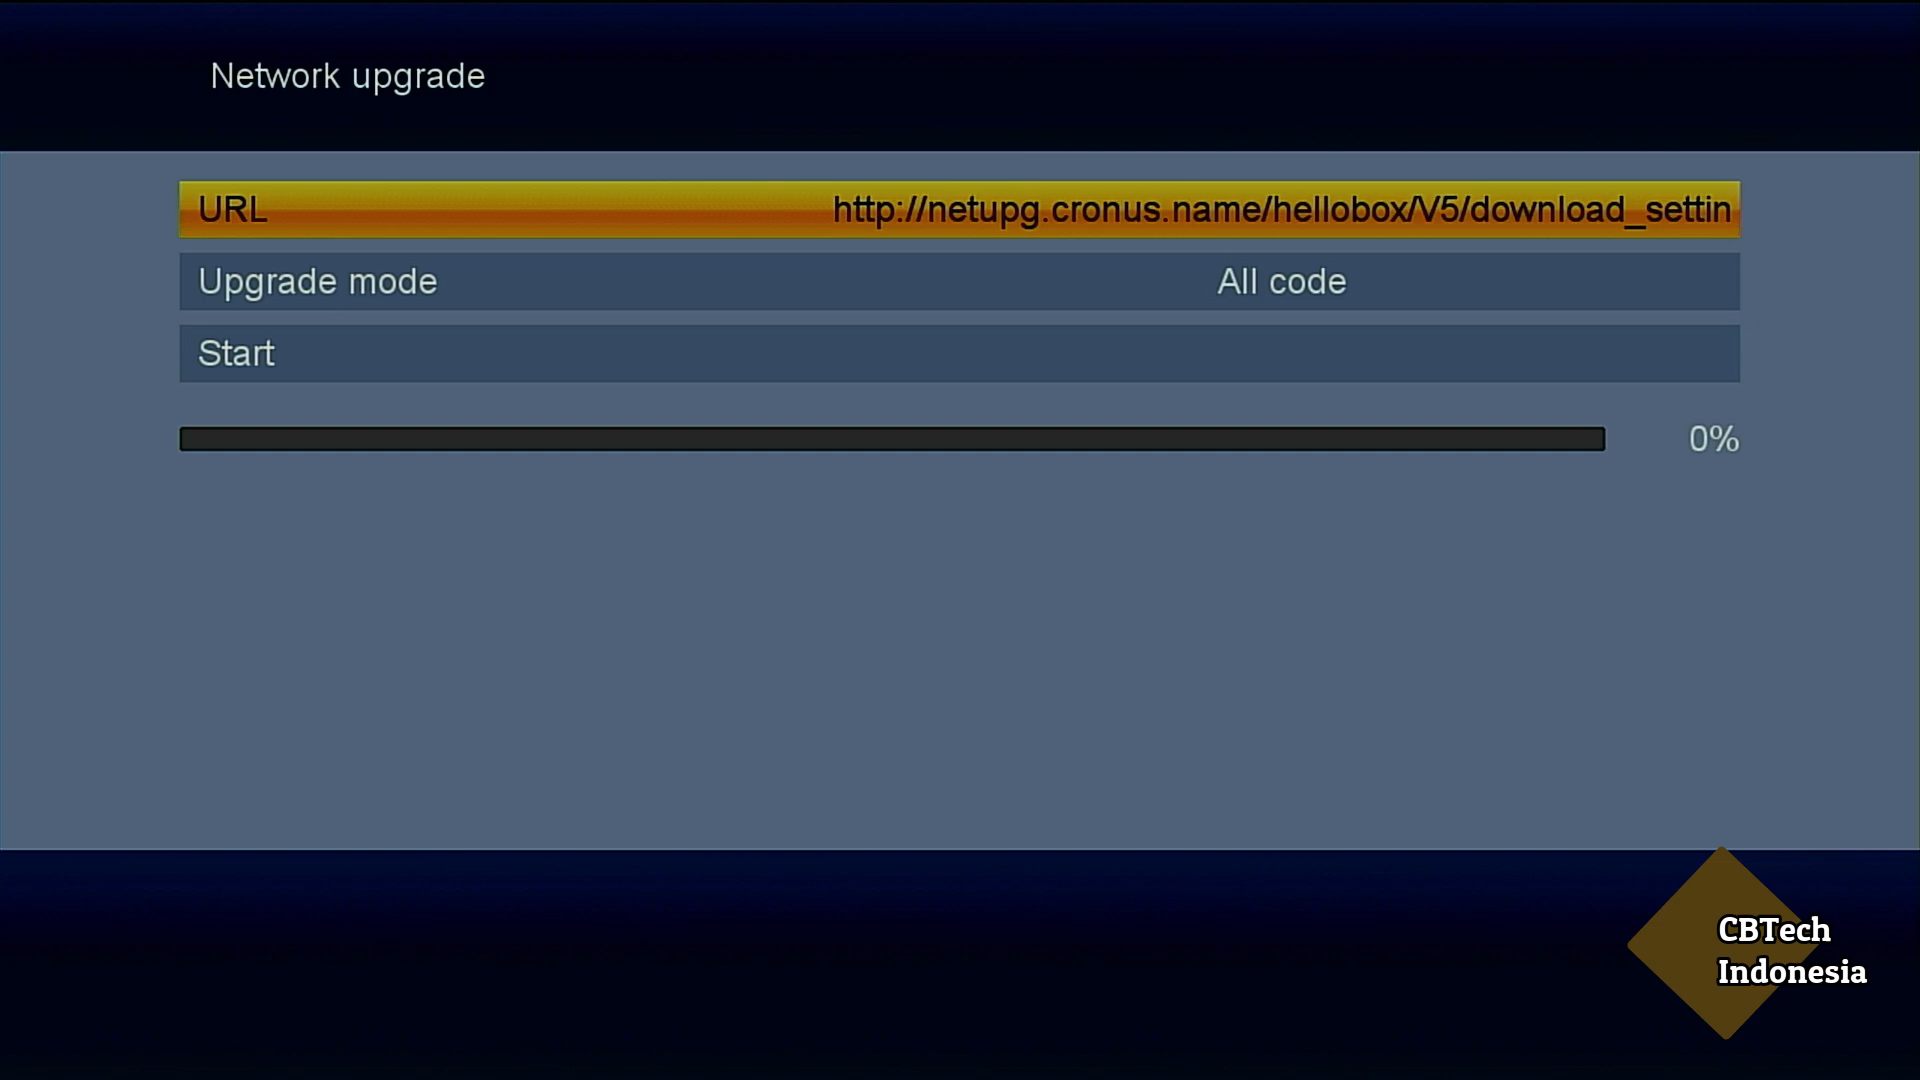 Network upgrade
URL http://netupg.cronus.name/hellobox/V5/download_settin
Upgrade mode All code
Start
0%
CBTech
Indonesia